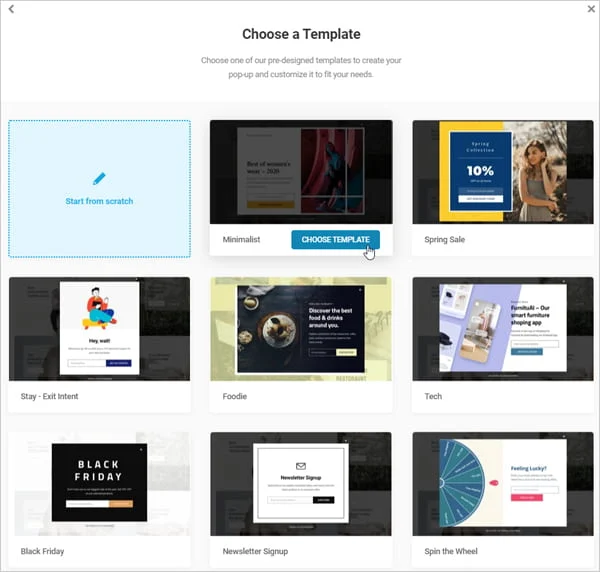 Choose a Template
Choose one of our pre-designed templates to create your
pop-up and customize it to fit your needs.
Start from scratch
Best of women's
wear – 2020
Minimalist
CHOOSE TEMPLATE
Spring
Collection
10%
Spring Sale
Hey, wait!
Stay - Exit Intent
Discover the best
food & drinks
around you.
Foodie
FurnituAI – Our
smart furniture
shoping app
Tech
BLACK
FRIDAY
Black Friday
Newsletter Signup
Newsletter Signup
Feeling Lucky?
Spin the Wheel